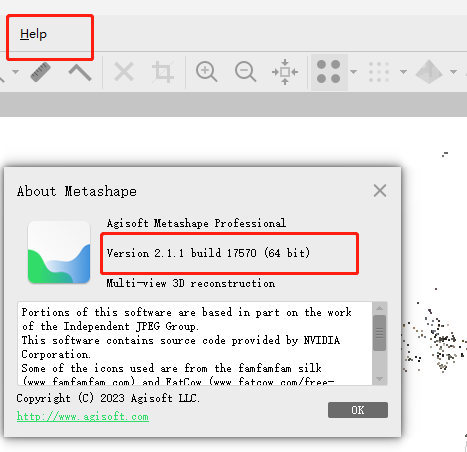 Help
About Metashape
Agisoft Metashape Professional
Version 2.1.1 build 17570 (64 bit)
Multi-view 3D reconstruction
Portions of this software are based in part on the work
of the Independent JPEG Group.
This software contains source code provided by NVIDIA
Corporation.
Some of the icons used are from the famfamfam silk
(www.famfamfam.com) and FatCow (www.fatcow.com/free-
Copyright (C) 2023 Agisoft LLC.
http://www.agisoft.com
OK